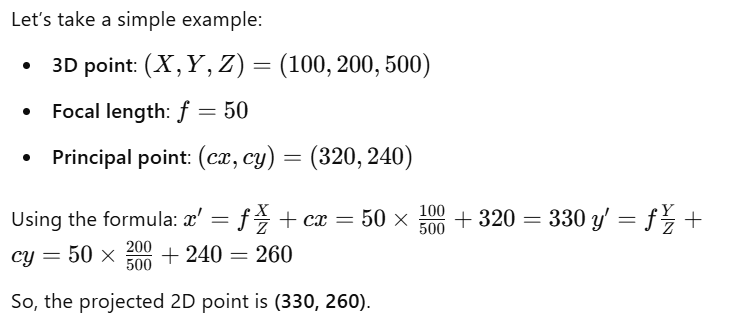 Let's take a simple example:
• 3D point: (X, Y, Z) = (100, 200, 500)
• Focal length: f = 50
• Principal point: (cx, cy) = (320, 240)
Using the formula: x′ = f X/Z + cx = 50 × 100/500 + 320 = 330 y′ = f Y/Z +
cy = 50 × 200/500 + 240 = 260
So, the projected 2D point is (330, 260).